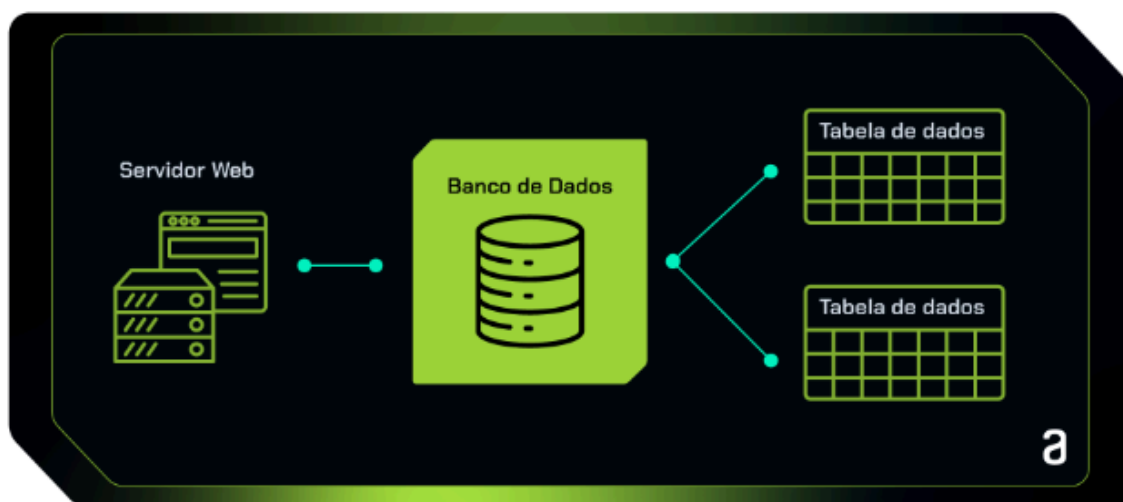 Servidor Web
Banco de Dados
Tabela de dados
Tabela de dados
a